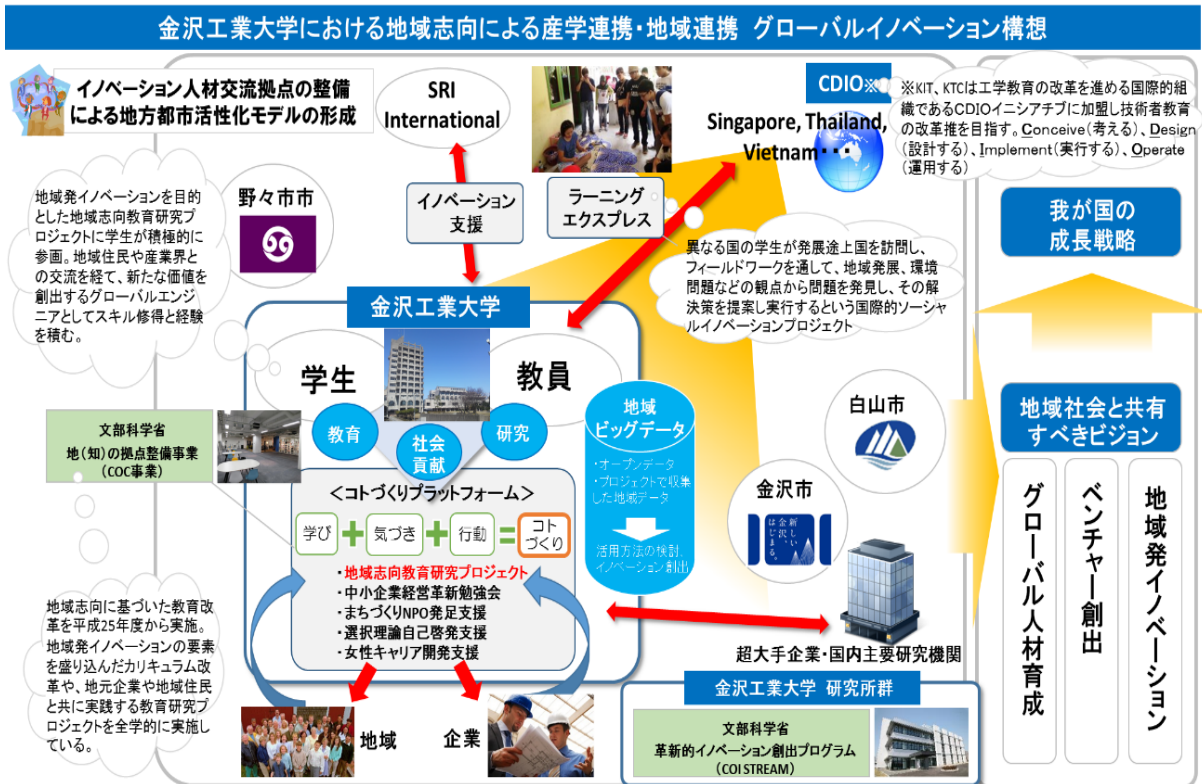 金沢工業大学における地域志向による産学連携・地域連携 グローバルイノベーション構想
イノベーション人材交流拠点の整備
による地方都市活性化モデルの形成
SRI
International
CDIO※
Singapore, Thailand,
Vietnam・・・
※KIT、KTCは工学教育の改革を進める国際的組
織であるCDIOイニシアチブに加盟し技術者教育
の改革推を目指す。Conceive(考える)、Design
(設計する)、Implement(実行する)、Operate
(運用する)
地域発イノベーションを目的
とした地域志向教育研究プ
ロジェクトに学生が積極的に
参画。地域住民や産業界と
の交流を経て、新たな価値を
創出するグローバルエンジ
ニアとしてスキル修得と経験
を積む。
野々市市
イノベーション
支援
ラーニング
エクスプレス
異なる国の学生が発展途上国を訪問し、
フィールドワークを通して、地域発展、環境
問題などの観点から問題を発見し、その解
決策を提案し実行するという国際的ソーシャ
ルイノベーションプロジェクト
我が国の
成長戦略
金沢工業大学
学生
教員
教育
社会
貢献
研究
文部科学省
地(知)の拠点整備事業
(COC事業)
地域
ビッグデータ
・オープンデータ
・プロジェクトで収集
した地域データ
活用方法の検討、
イノベーション創出
白山市
金沢市
新しい
金沢、
はじまる。
地域社会と共有
すべきビジョン
グローバル人材育成
ベンチャー創出
地域発イノベーション
<コトづくりプラットフォーム>
学び+気づき+行動=コト
づくり
・地域志向教育研究プロジェクト
・中小企業経営革新勉強会
・まちづくりNPO発足支援
・選択理論自己啓発支援
・女性キャリア開発支援
地域志向に基づいた教育改
革を平成25年度から実施。
地域発イノベーションの要素
を盛り込んだカリキュラム改
革や、地元企業や地域住民
と共に実践する教育研究プ
ロジェクトを全学的に実施し
ている。
地域
企業
超大手企業・国内主要研究機関
金沢工業大学 研究所群
文部科学省
革新的イノベーション創出プログラム
(COI STREAM)